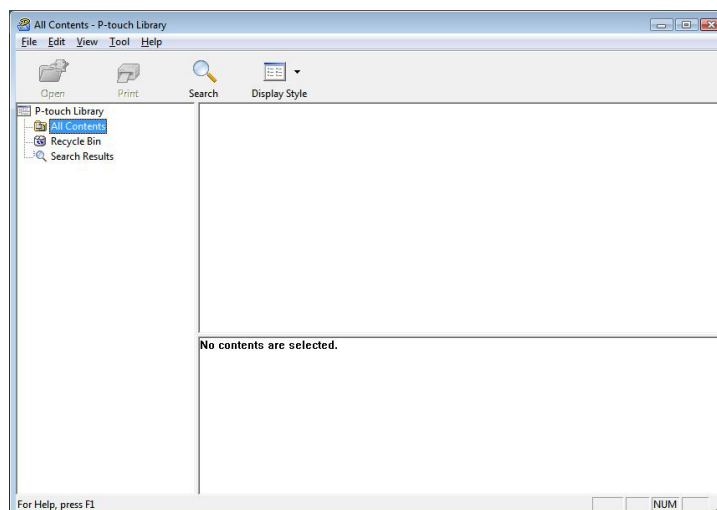 All Contents - P-touch Library
File Edit View Tool Help
Open Print Search Display Style
P-touch Library
All Contents
Recycle Bin
Search Results
No contents are selected.
For Help, press F1 NUM